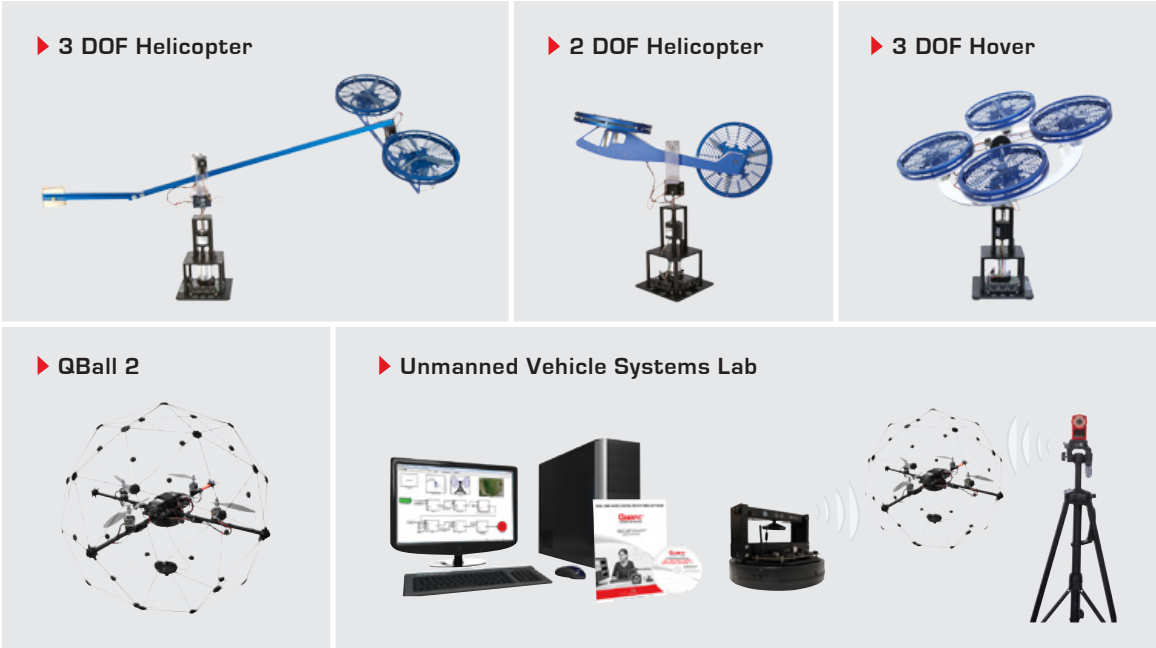 3 DOF Helicopter
2 DOF Helicopter
3 DOF Hover
QBall 2
Unmanned Vehicle Systems Lab